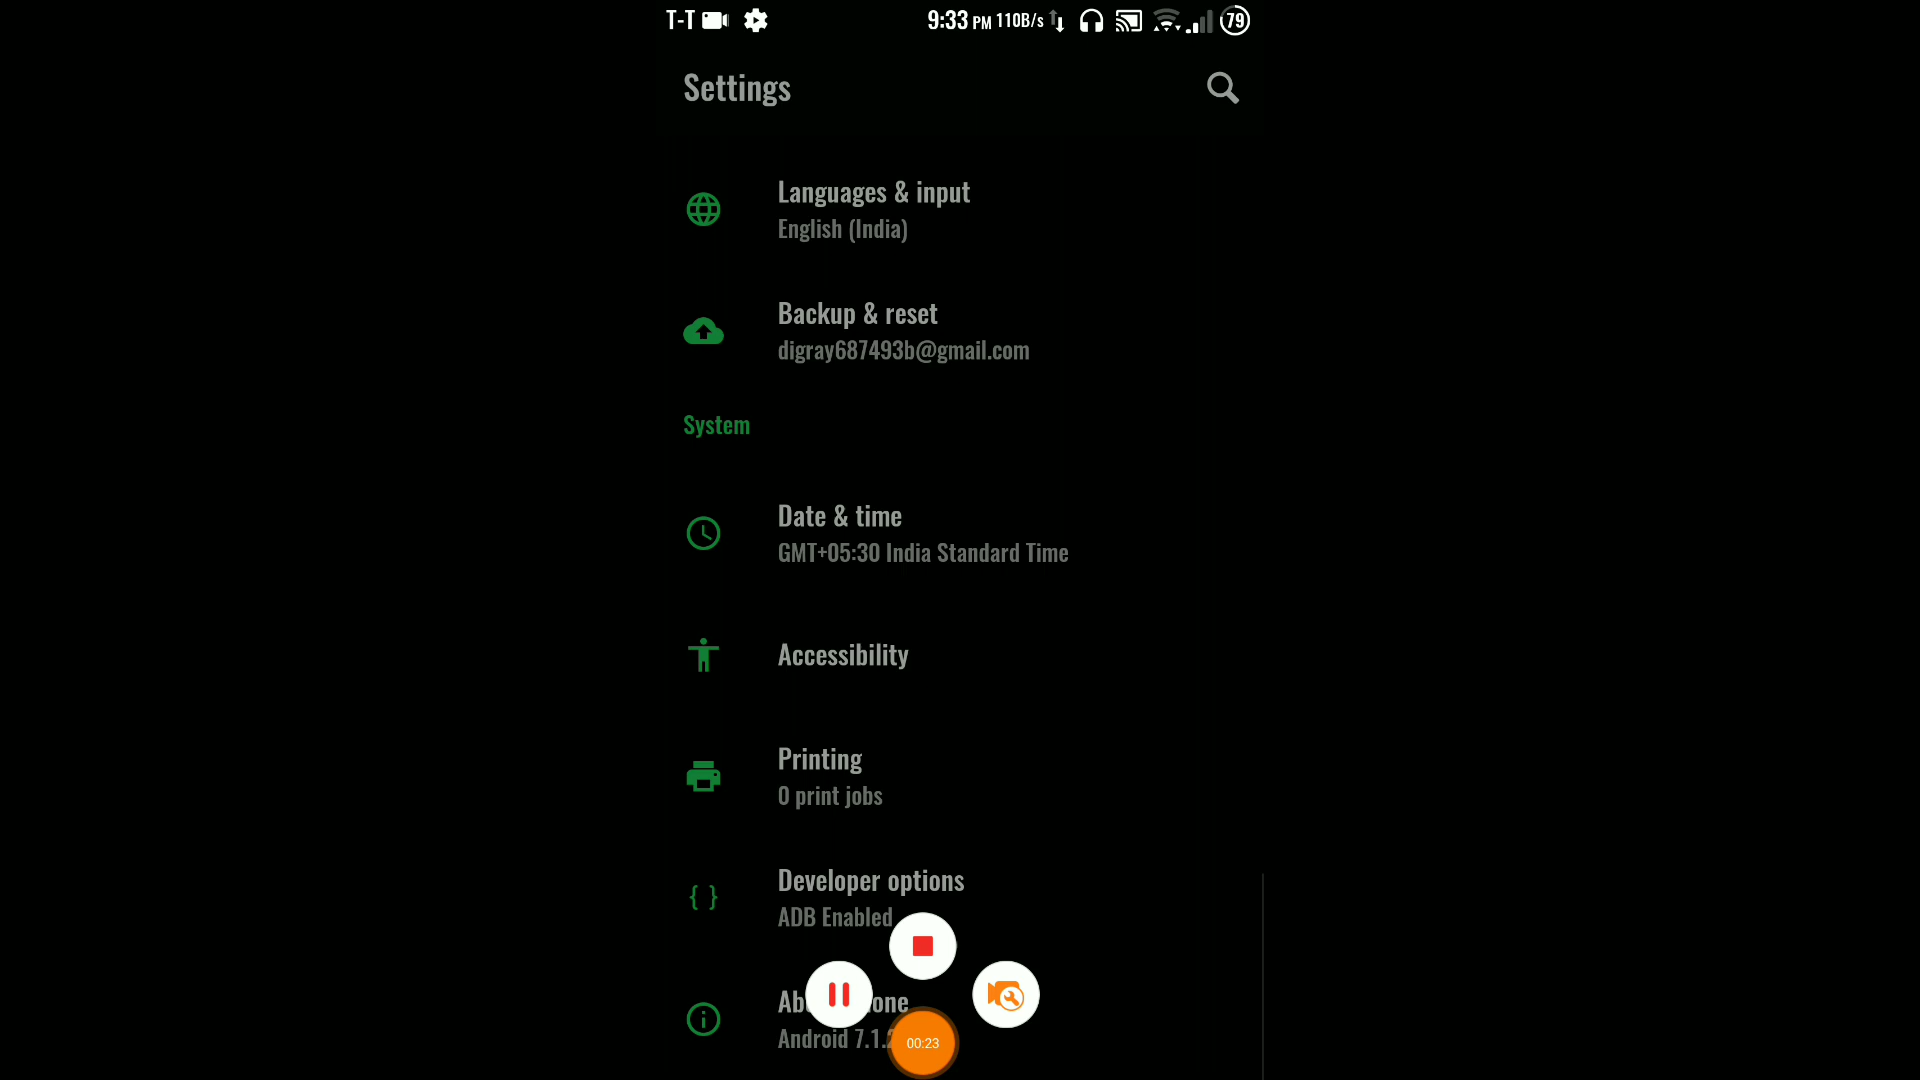 T-T 9:33 PM 110B/s 79
Settings
Languages & input
English (India)
Backup & reset
digray687493b@gmail.com
System
Date & time
GMT+05:30 India Standard Time
Accessibility
Printing
0 print jobs
{ } Developer options
ADB Enabled
Android 7.1.2
00:23